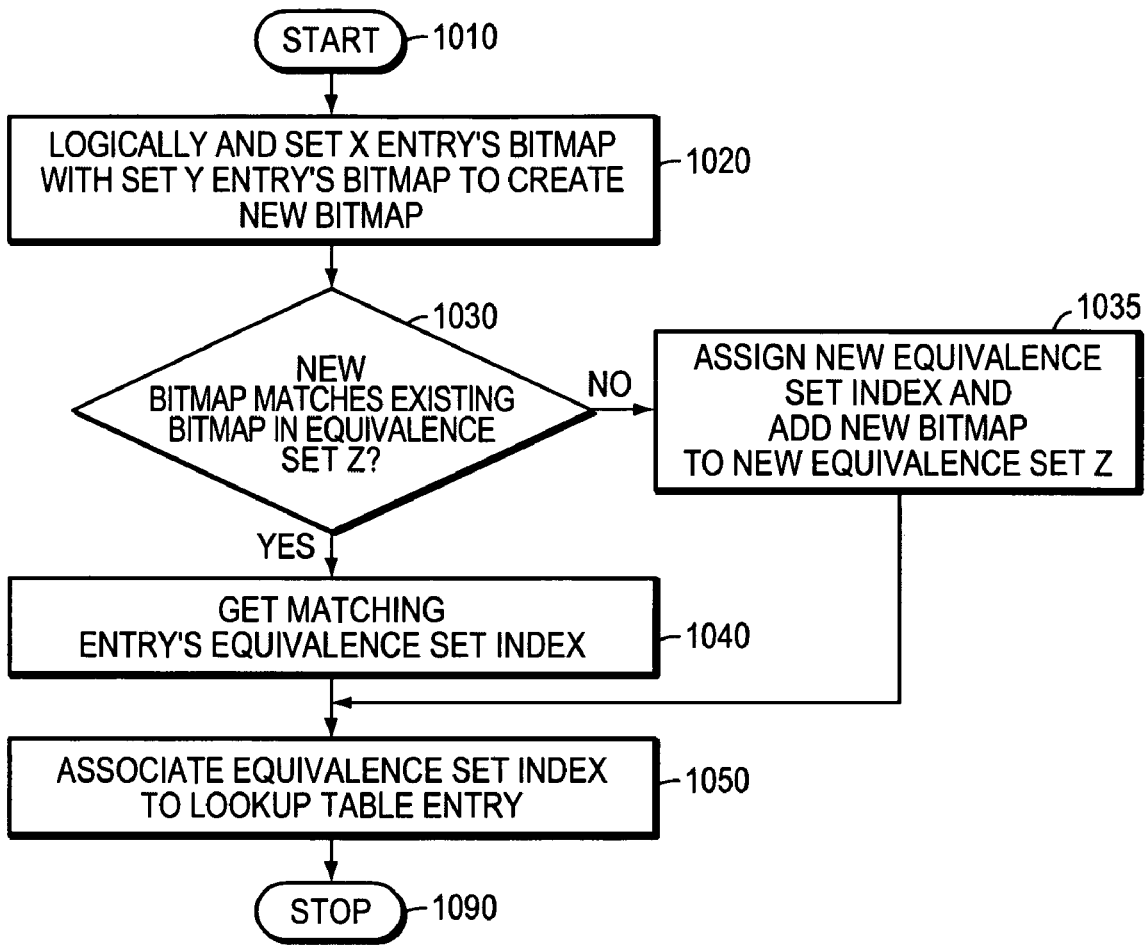 START
1010
LOGICALLY AND SET X ENTRY'S BITMAP
WITH SET Y ENTRY'S BITMAP TO CREATE
NEW BITMAP
1020
1030
NEW
BITMAP MATCHES EXISTING
BITMAP IN EQUIVALENCE
SET Z?
NO
1035
ASSIGN NEW EQUIVALENCE
SET INDEX AND
ADD NEW BITMAP
TO NEW EQUIVALENCE SET Z
YES
GET MATCHING
ENTRY'S EQUIVALENCE SET INDEX
1040
ASSOCIATE EQUIVALENCE SET INDEX
TO LOOKUP TABLE ENTRY
1050
STOP
1090